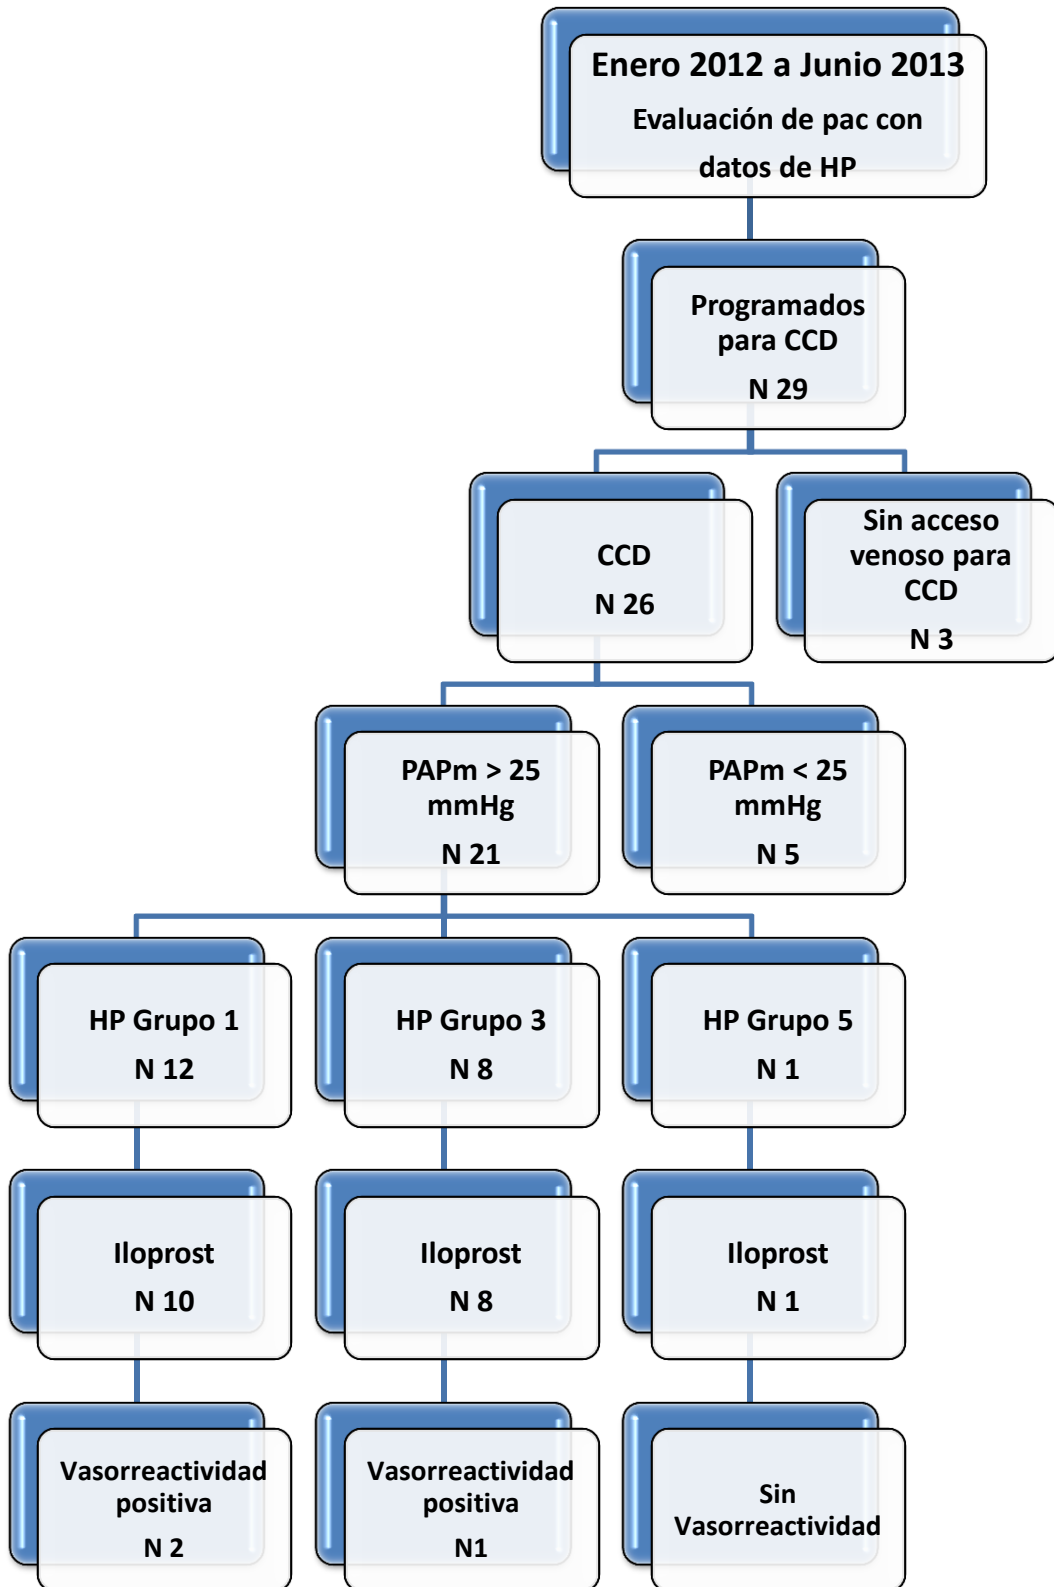 Enero 2012 a Junio 2013
Evaluación de pac con
datos de HP
Programados
para CCD
N 29
CCD
N 26
Sin acceso
venoso para
CCD
N 3
PAPm > 25
mmHg
N 21
PAPm < 25
mmHg
N 5
HP Grupo 1
N 12
HP Grupo 3
N 8
HP Grupo 5
N 1
Iloprost
N 10
Iloprost
N 8
Iloprost
N 1
Vasorreactividad
positiva
N 2
Vasorreactividad
positiva
N1
Sin
Vasorreactividad